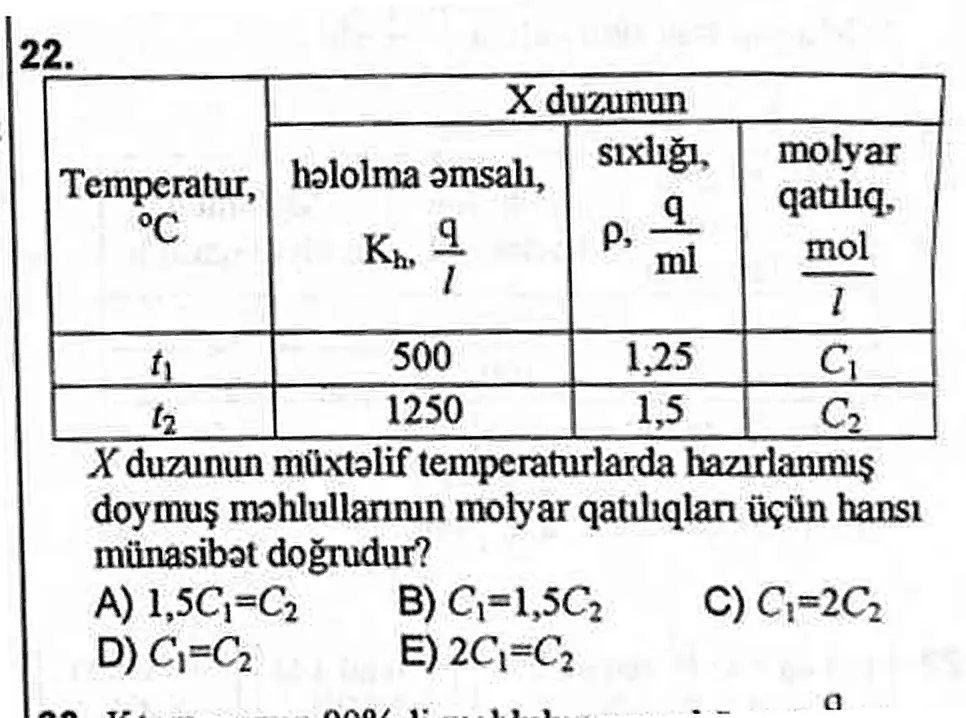 22.
X duzunun
Temperatur, °C
həlolma əmsalı, Kₕ, q/l
sıxlığı, ρ, q/ml
molyar qatılıq, mol/l
t₁ 500 1,25 C₁
t₂ 1250 1,5 C₂
X duzunun müxtəlif temperaturlarda hazırlanmış
doymuş məhlullarının molyar qatılıqları üçün hansı
münasibət doğrudur?
A) 1,5C₁=C₂ B) C₁=1,5C₂ C) C₁=2C₂
D) C₁=C₂ E) 2C₁=C₂